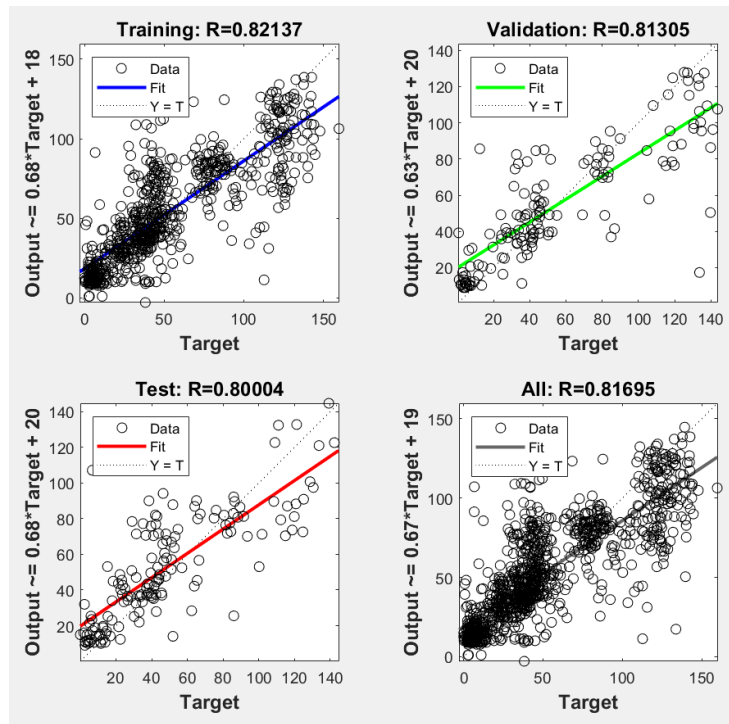 Training: R=0.82137
Output ~= 0.68*Target + 18
150
100
50
0
Data
Fit
Y = T
0 50 100 150
Target
Validation: R=0.81305
Output ~= 0.63*Target + 20
140
120
100
80
60
40
20
Data
Fit
Y = T
20 40 60 80 100 120 140
Target
Test: R=0.80004
Output ~= 0.68*Target + 20
140
120
100
80
60
40
20
Data
Fit
Y = T
20 40 60 80 100 120 140
Target
All: R=0.81695
Output ~= 0.67*Target + 19
150
100
50
0
Data
Fit
Y = T
0 50 100 150
Target